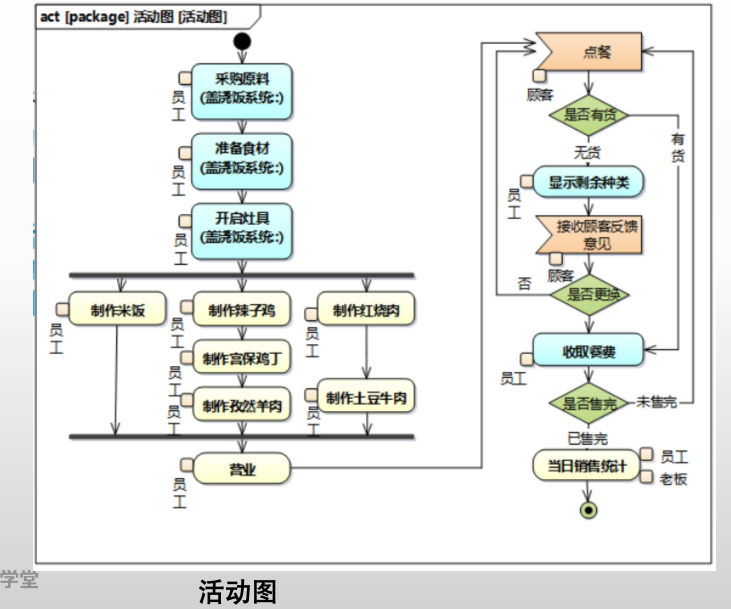 act [package] 活动图 [活动图]
采购原料
(盖浇饭系统::)
员
工
准备食材
(盖浇饭系统::)
员
工
开启灶具
(盖浇饭系统::)
员
工
制作米饭
员
工
制作辣子鸡
员
工
制作宫保鸡丁
员
工
制作孜然羊肉
员
工
制作红烧肉
员
工
制作土豆牛肉
员
工
营业
员
工
点餐
顾客
是否有货
有
货
无货
显示剩余种类
员
工
接收顾客反馈
意见
顾客
否
是否更换
收取餐费
员工
是否售完
未售完
已售完
当日销售统计
员工
老板
学堂
活动图